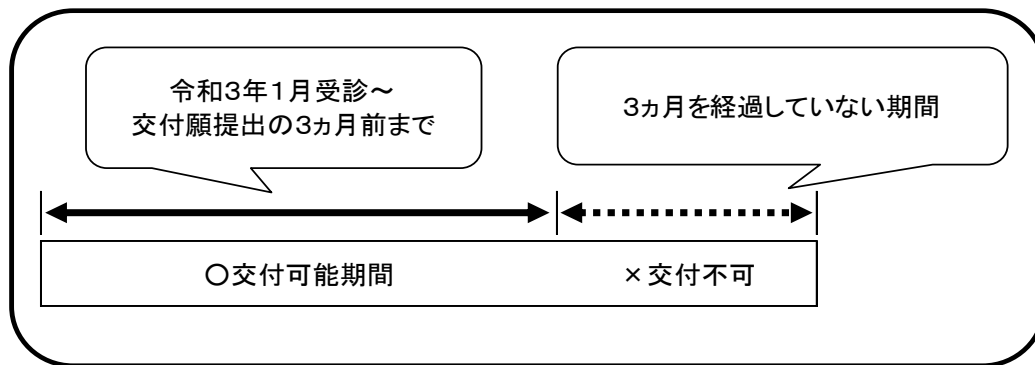 令和3年1月受診～
交付願提出の3ヵ月前まで
3ヵ月を経過していない期間
○交付可能期間
×交付不可